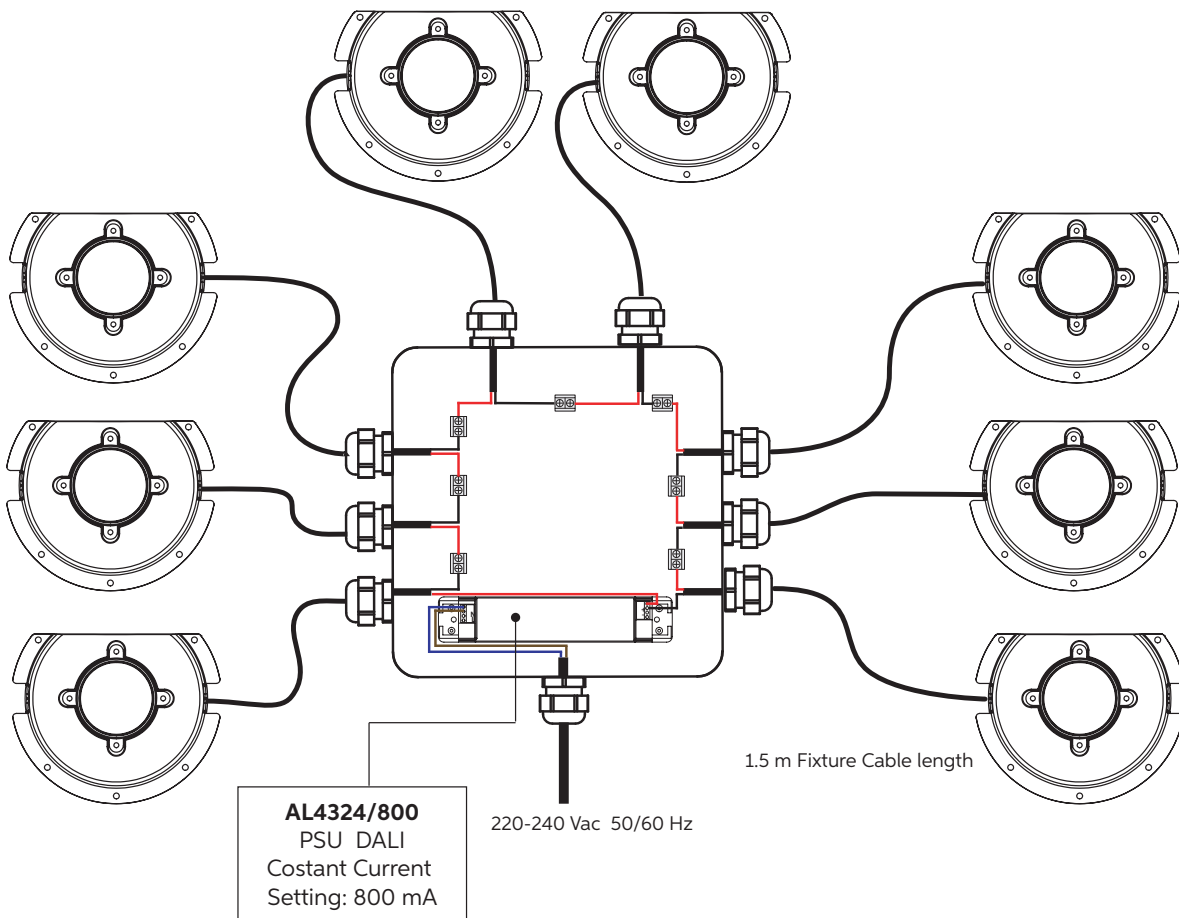 1.5 m Fixture Cable length
AL4324/800
PSU DALI
Costant Current
Setting: 800 mA
220-240 Vac 50/60 Hz